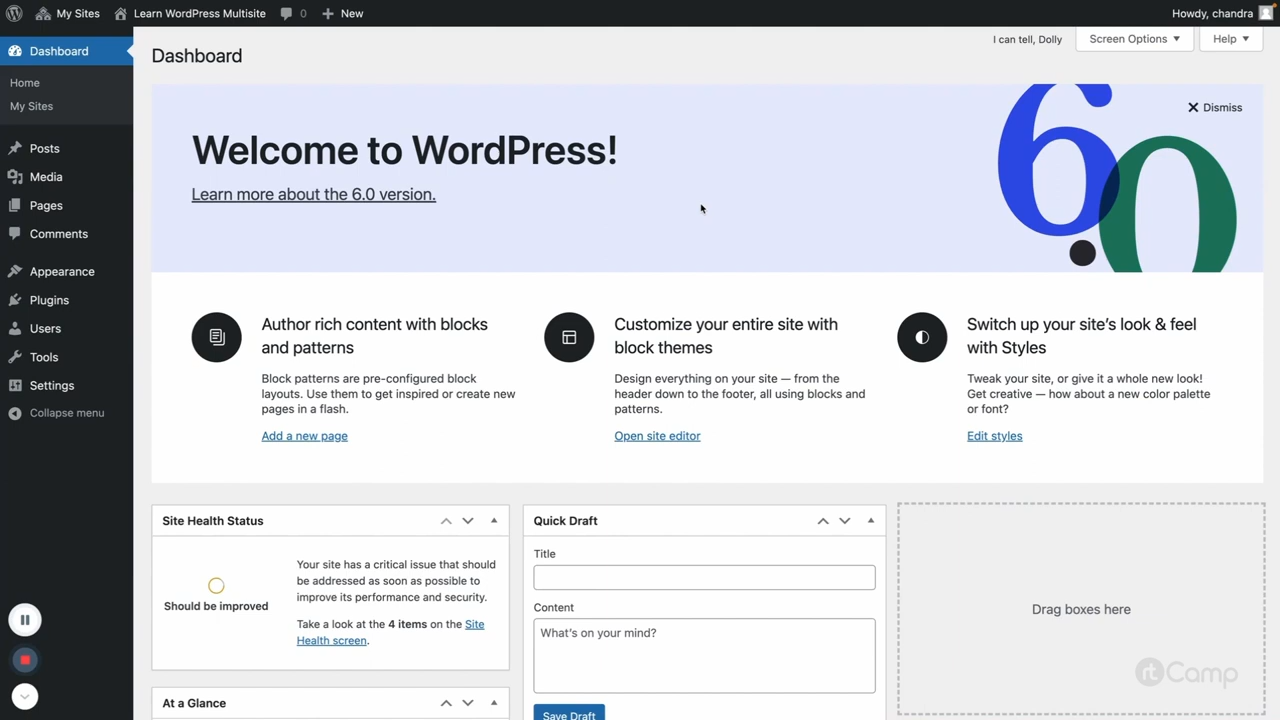 My Sites
Learn WordPress Multisite
0
New
Howdy, chandra
Dashboard
Home
My Sites
Posts
Media
Pages
Comments
Appearance
Plugins
Users
Tools
Settings
Collapse menu
I can tell, Dolly
Screen Options
Help
Dashboard
Dismiss
Welcome to WordPress!
Learn more about the 6.0 version.
6.0
Author rich content with blocks
and patterns
Block patterns are pre-configured block
layouts. Use them to get inspired or create new
pages in a flash.
Add a new page
Customize your entire site with
block themes
Design everything on your site — from the
header down to the footer, all using blocks and
patterns.
Open site editor
Switch up your site's look & feel
with Styles
Tweak your site, or give it a whole new look!
Get creative — how about a new color palette
or font?
Edit styles
Site Health Status
Should be improved
Your site has a critical issue that should
be addressed as soon as possible to
improve its performance and security.
Take a look at the 4 items on the Site
Health screen.
At a Glance
Quick Draft
Title
Content
What's on your mind?
Save Draft
Drag boxes here
rtCamp